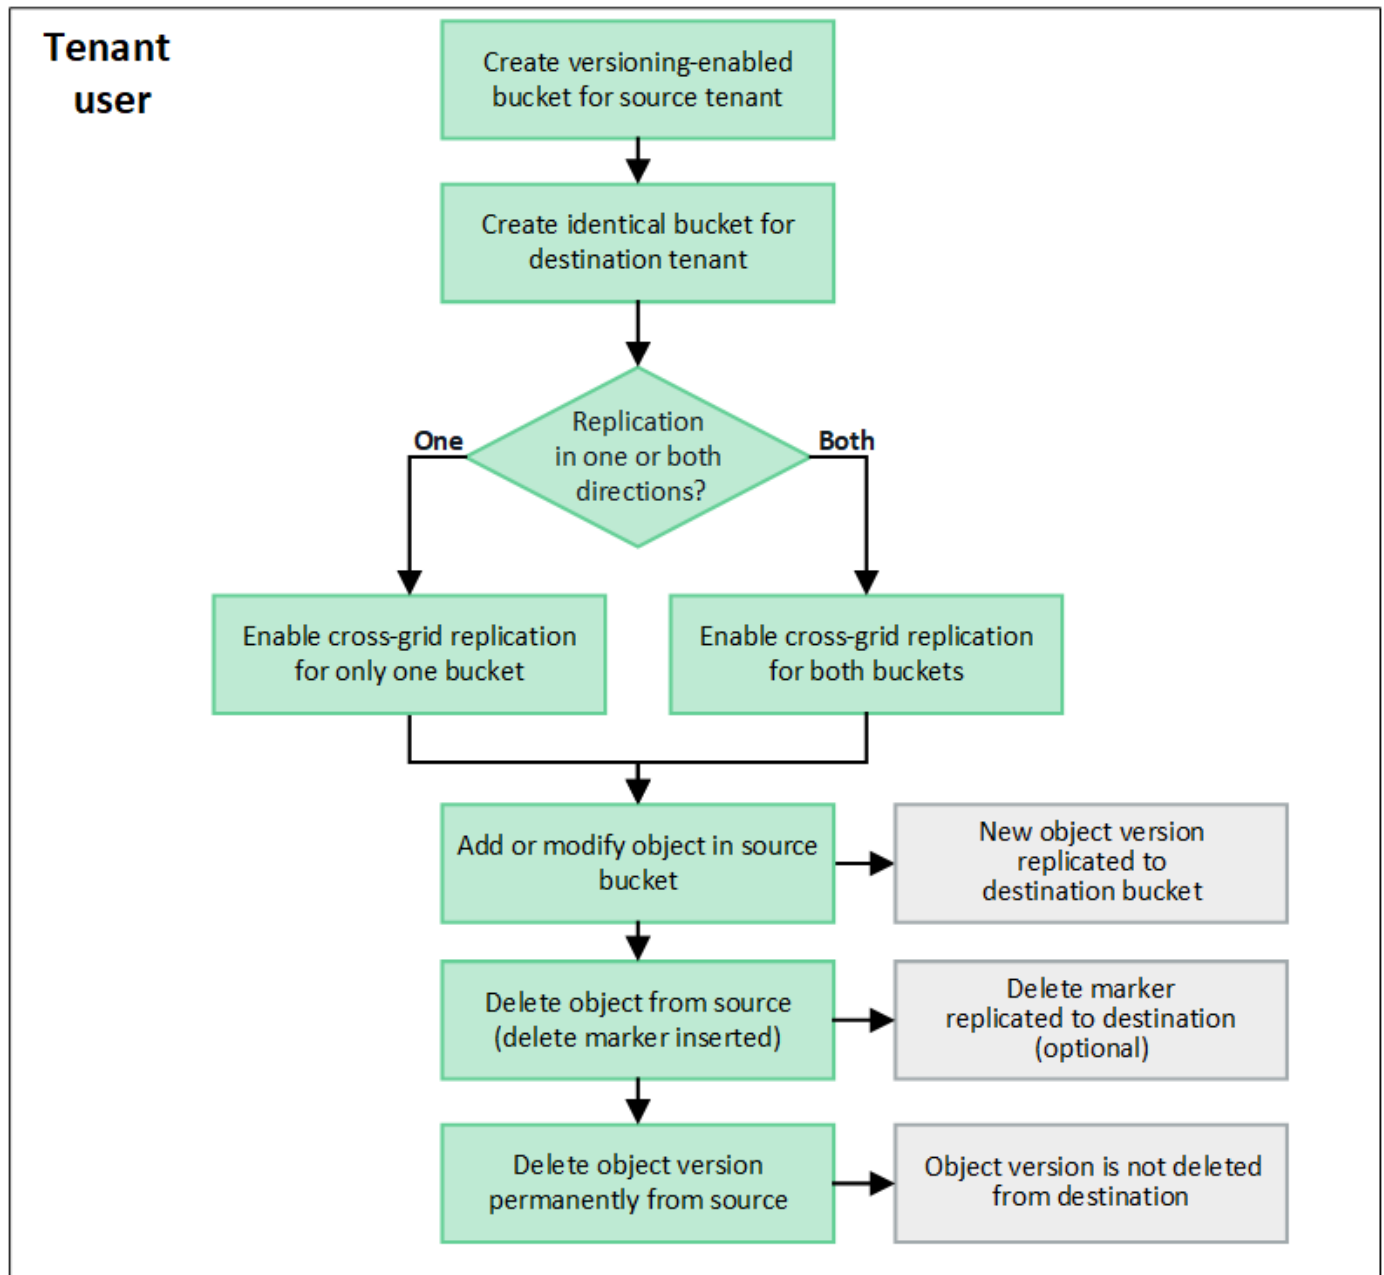 Tenant
user
Create versioning-enabled
bucket for source tenant
Create identical bucket for
destination tenant
Replication
in one or both
directions?
One
Both
Enable cross-grid replication
for only one bucket
Enable cross-grid replication
for both buckets
Add or modify object in source
bucket
New object version
replicated to
destination bucket
Delete object from source
(delete marker inserted)
Delete marker
replicated to destination
(optional)
Delete object version
permanently from source
Object version is not deleted
from destination